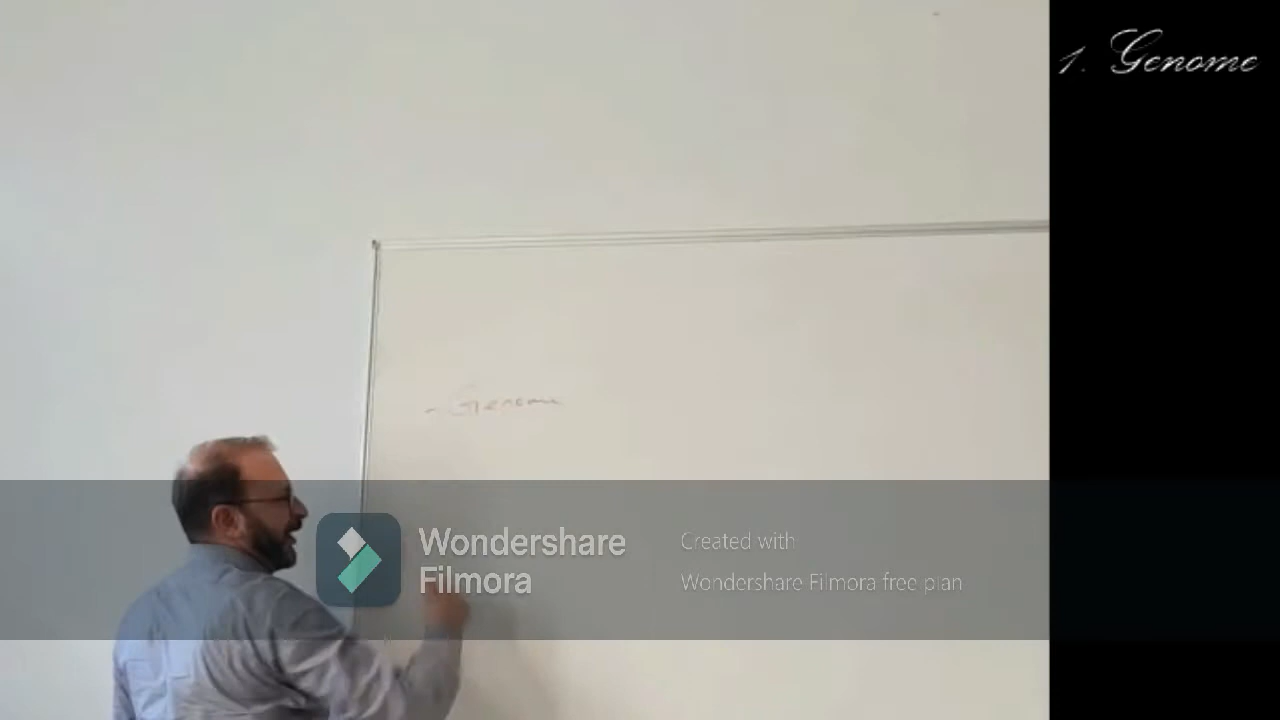 1. Genome
- Genome
Wondershare
Filmora
Created with
Wondershare Filmora free plan